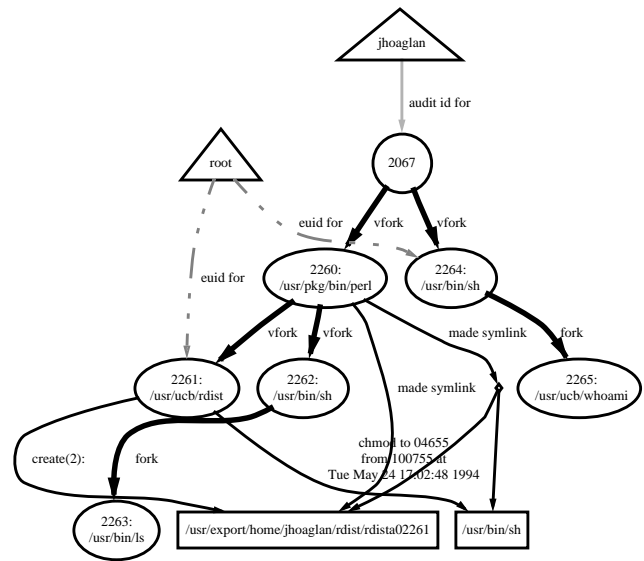 jhoaglan
audit id for
root
2067
euid for
vfork
vfork
euid for
2260:
/usr/pkg/bin/perl
2264:
/usr/bin/sh
vfork
vfork
made symlink
fork
2261:
/usr/ucb/rdist
2262:
/usr/bin/sh
made symlink
2265:
/usr/ucb/whoami
create(2):
fork
chmod to 04655
from 100755 at
Tue May 24 17:02:48 1994
2263:
/usr/bin/ls
/usr/export/home/jhoaglan/rdist/rdista02261
/usr/bin/sh